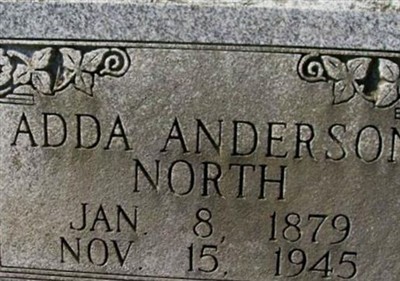 ADDA ANDERSON
NORTH
JAN. 8, 1879
NOV. 15, 1945